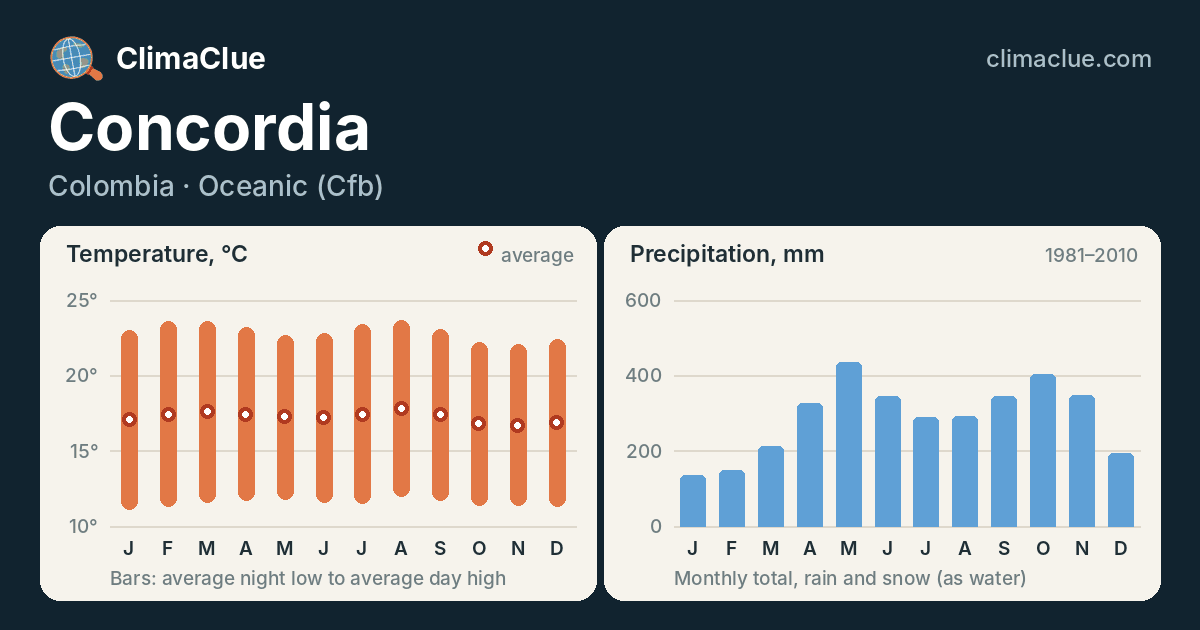 ClimaClue
climaclue.com
Concordia
Colombia · Oceanic (Cfb)
Temperature, °C
average
25°
20°
15°
10°
J F M A M J J A S O N D
Bars: average night low to average day high
Precipitation, mm
1981–2010
600
400
200
0
J F M A M J J A S O N D
Monthly total, rain and snow (as water)